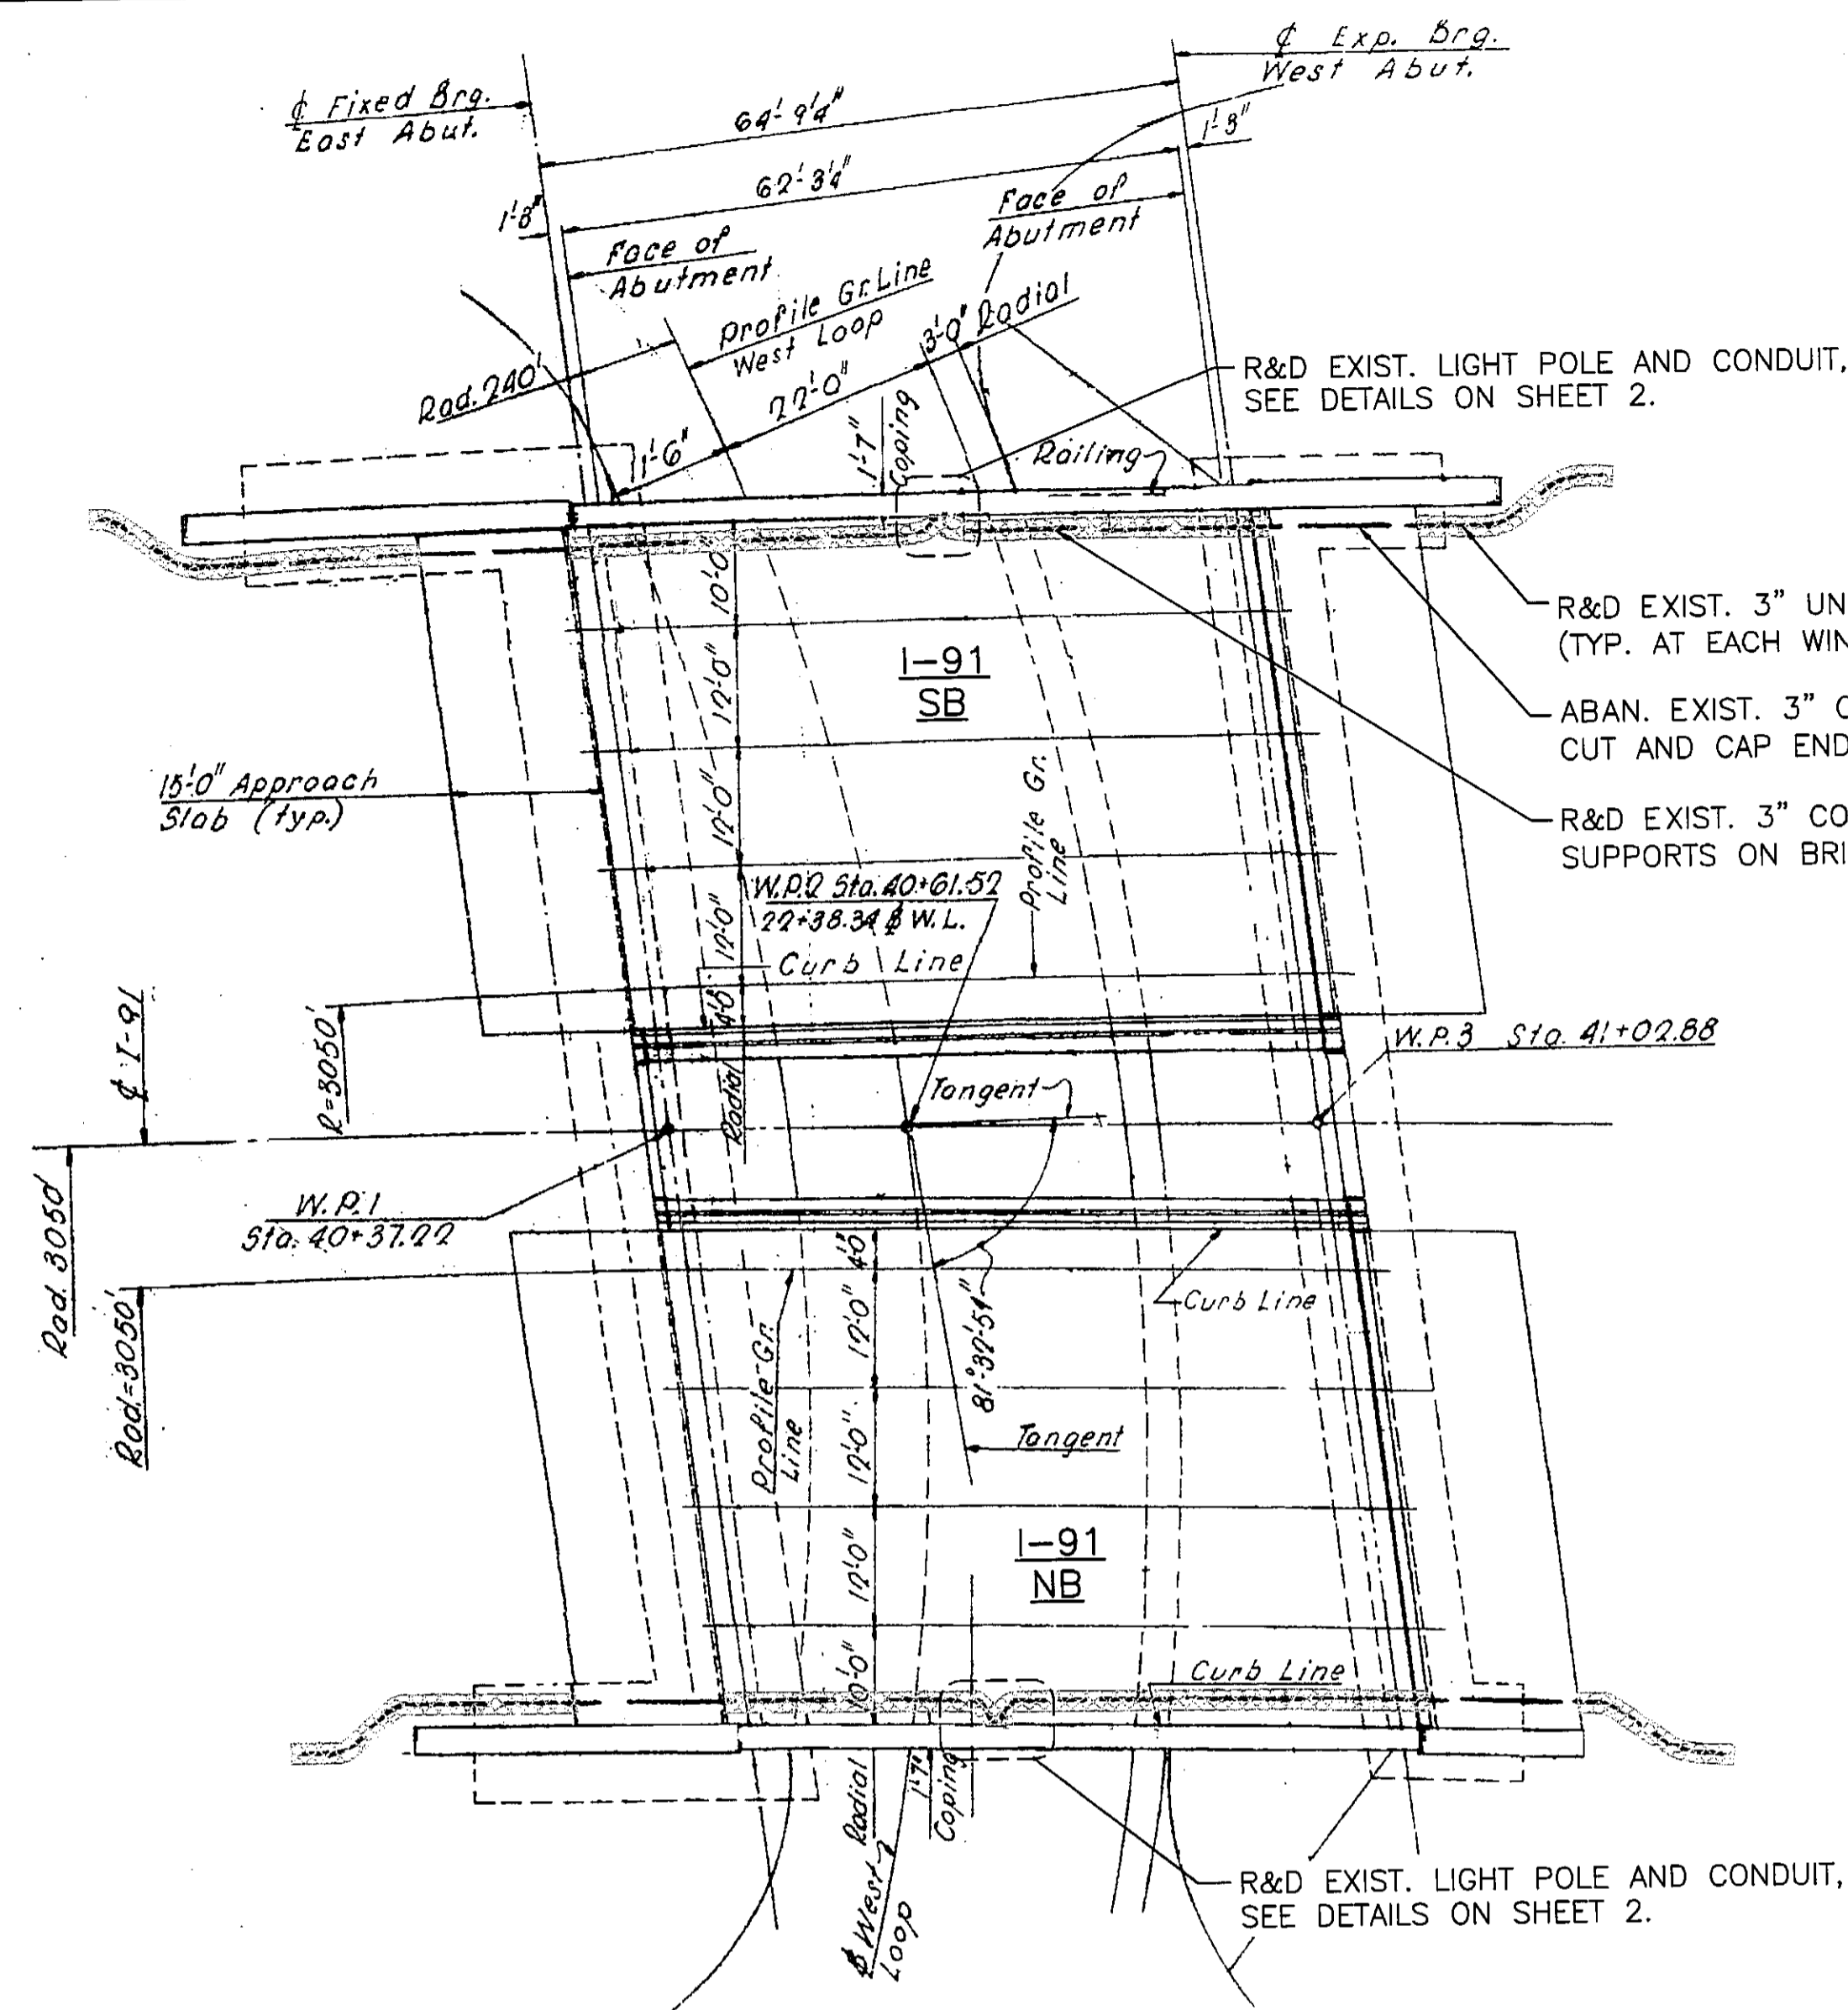 ₵ Exp. Brg.
West Abut.
₵ Fixed Brg.
East Abut.
64'-9¼"
1'-3"
62'-3¼"
1'-3"
Face of
Abutment
Face of
Abutment
Profile Gr. Line
West Loop
3'-0" Radial
Rad. 240'
22'-0"
1'-6"
1'-7"
Coping
Railing
R&D EXIST. LIGHT POLE AND CONDUIT,
SEE DETAILS ON SHEET 2.
10'-0"
12'-0"
12'-0"
12'-0"
4'-0"
Radial
I-91
SB
R&D EXIST. 3" UN
(TYP. AT EACH WIN
ABAN. EXIST. 3" C
CUT AND CAP END
R&D EXIST. 3" CO
SUPPORTS ON BRI
15'-0" Approach
Slab (typ.)
Profile Gr.
Line
W.P.2 Sta. 40+61.52
22+38.34 ₵ W.L.
Curb Line
₵ I-91
R=3050'
W.P.3 Sta. 41+02.88
Tangent
W.P.1
Sta. 40+37.22
Rad. 3050'
Rad=3050'
4'-0"
12'-0"
12'-0"
12'-0"
10'-0"
Radial
81°-32'-51"
Curb Line
Profile Gr.
Line
Tangent
I-91
NB
Curb Line
1'-7"
Coping
₵ West
Loop
R&D EXIST. LIGHT POLE AND CONDUIT,
SEE DETAILS ON SHEET 2.